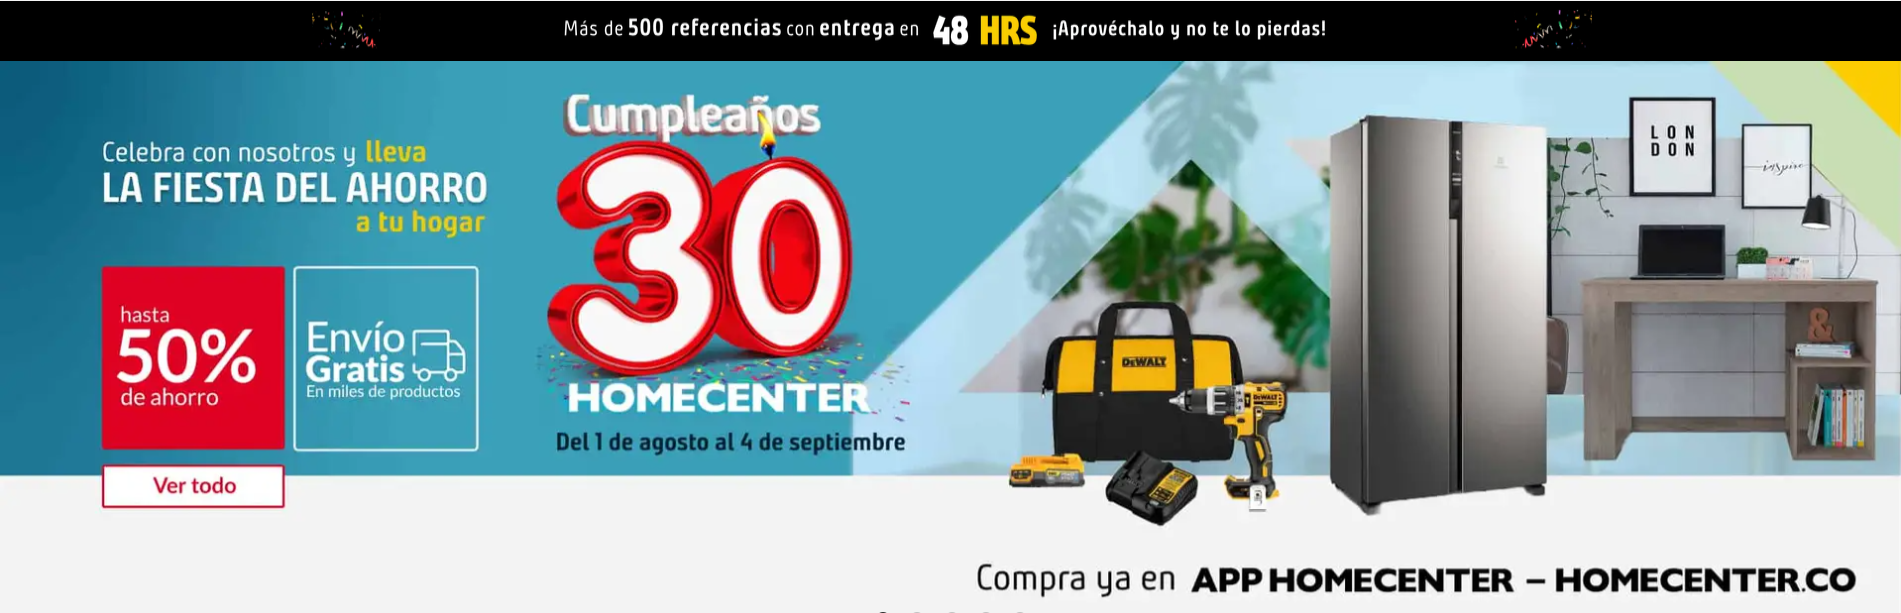 Más de 500 referencias con entrega en 48 HRS ¡Aprovéchalo y no te lo pierdas!
Celebra con nosotros y lleva
LA FIESTA DEL AHORRO
a tu hogar
hasta
50%
de ahorro
Envío
Gratis
En miles de productos
Ver todo
Cumpleaños
30
HOMECENTER
Del 1 de agosto al 4 de septiembre
DEWALT
DEWALT
LON
DON
inspire
&
Compra ya en APP HOMECENTER – HOMECENTER.CO